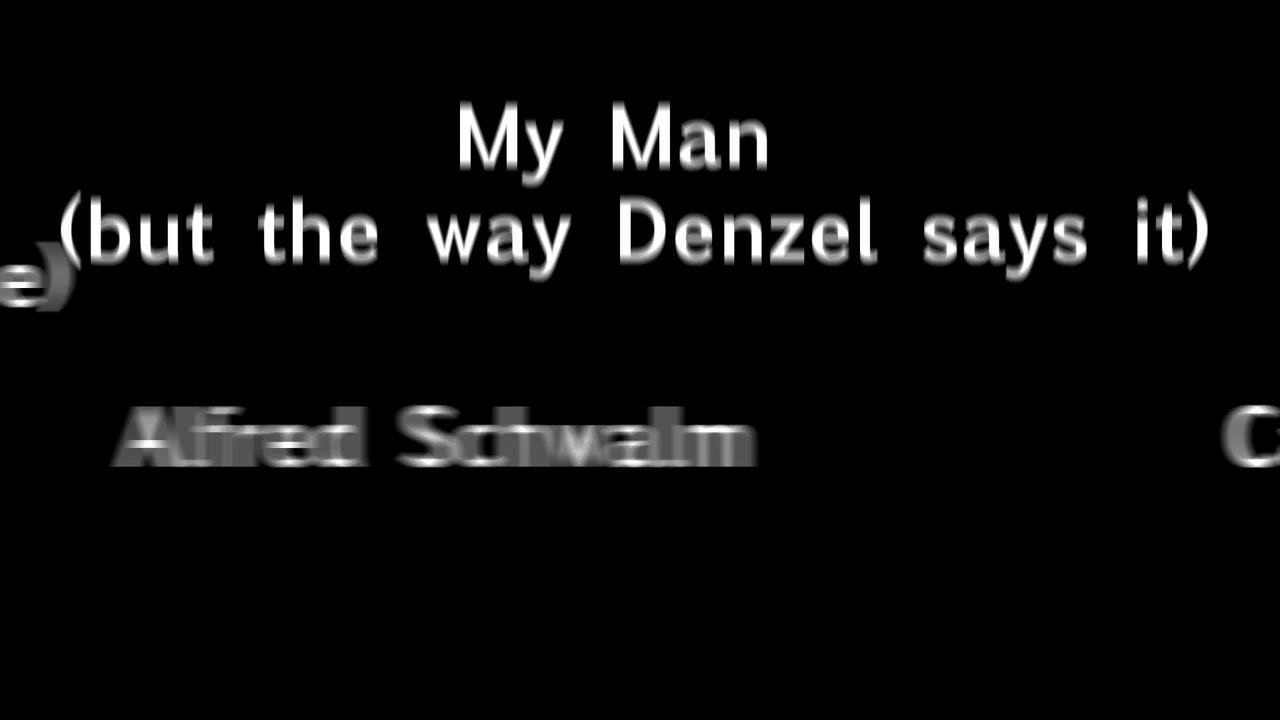 My Man
(but the way Denzel says it)
e)
Alfred Schwalm
C